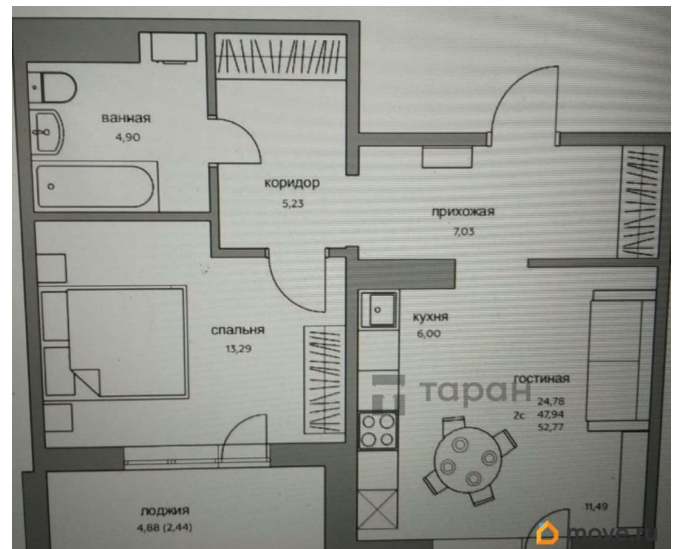 ванная
4,90
коридор
5,23
прихожая
7,03
кухня
6,00
спальня
13,29
таран
гостиная
24,78
2с 47,94
52,77
11,49
лоджия
4,88 (2,44)
move.ru